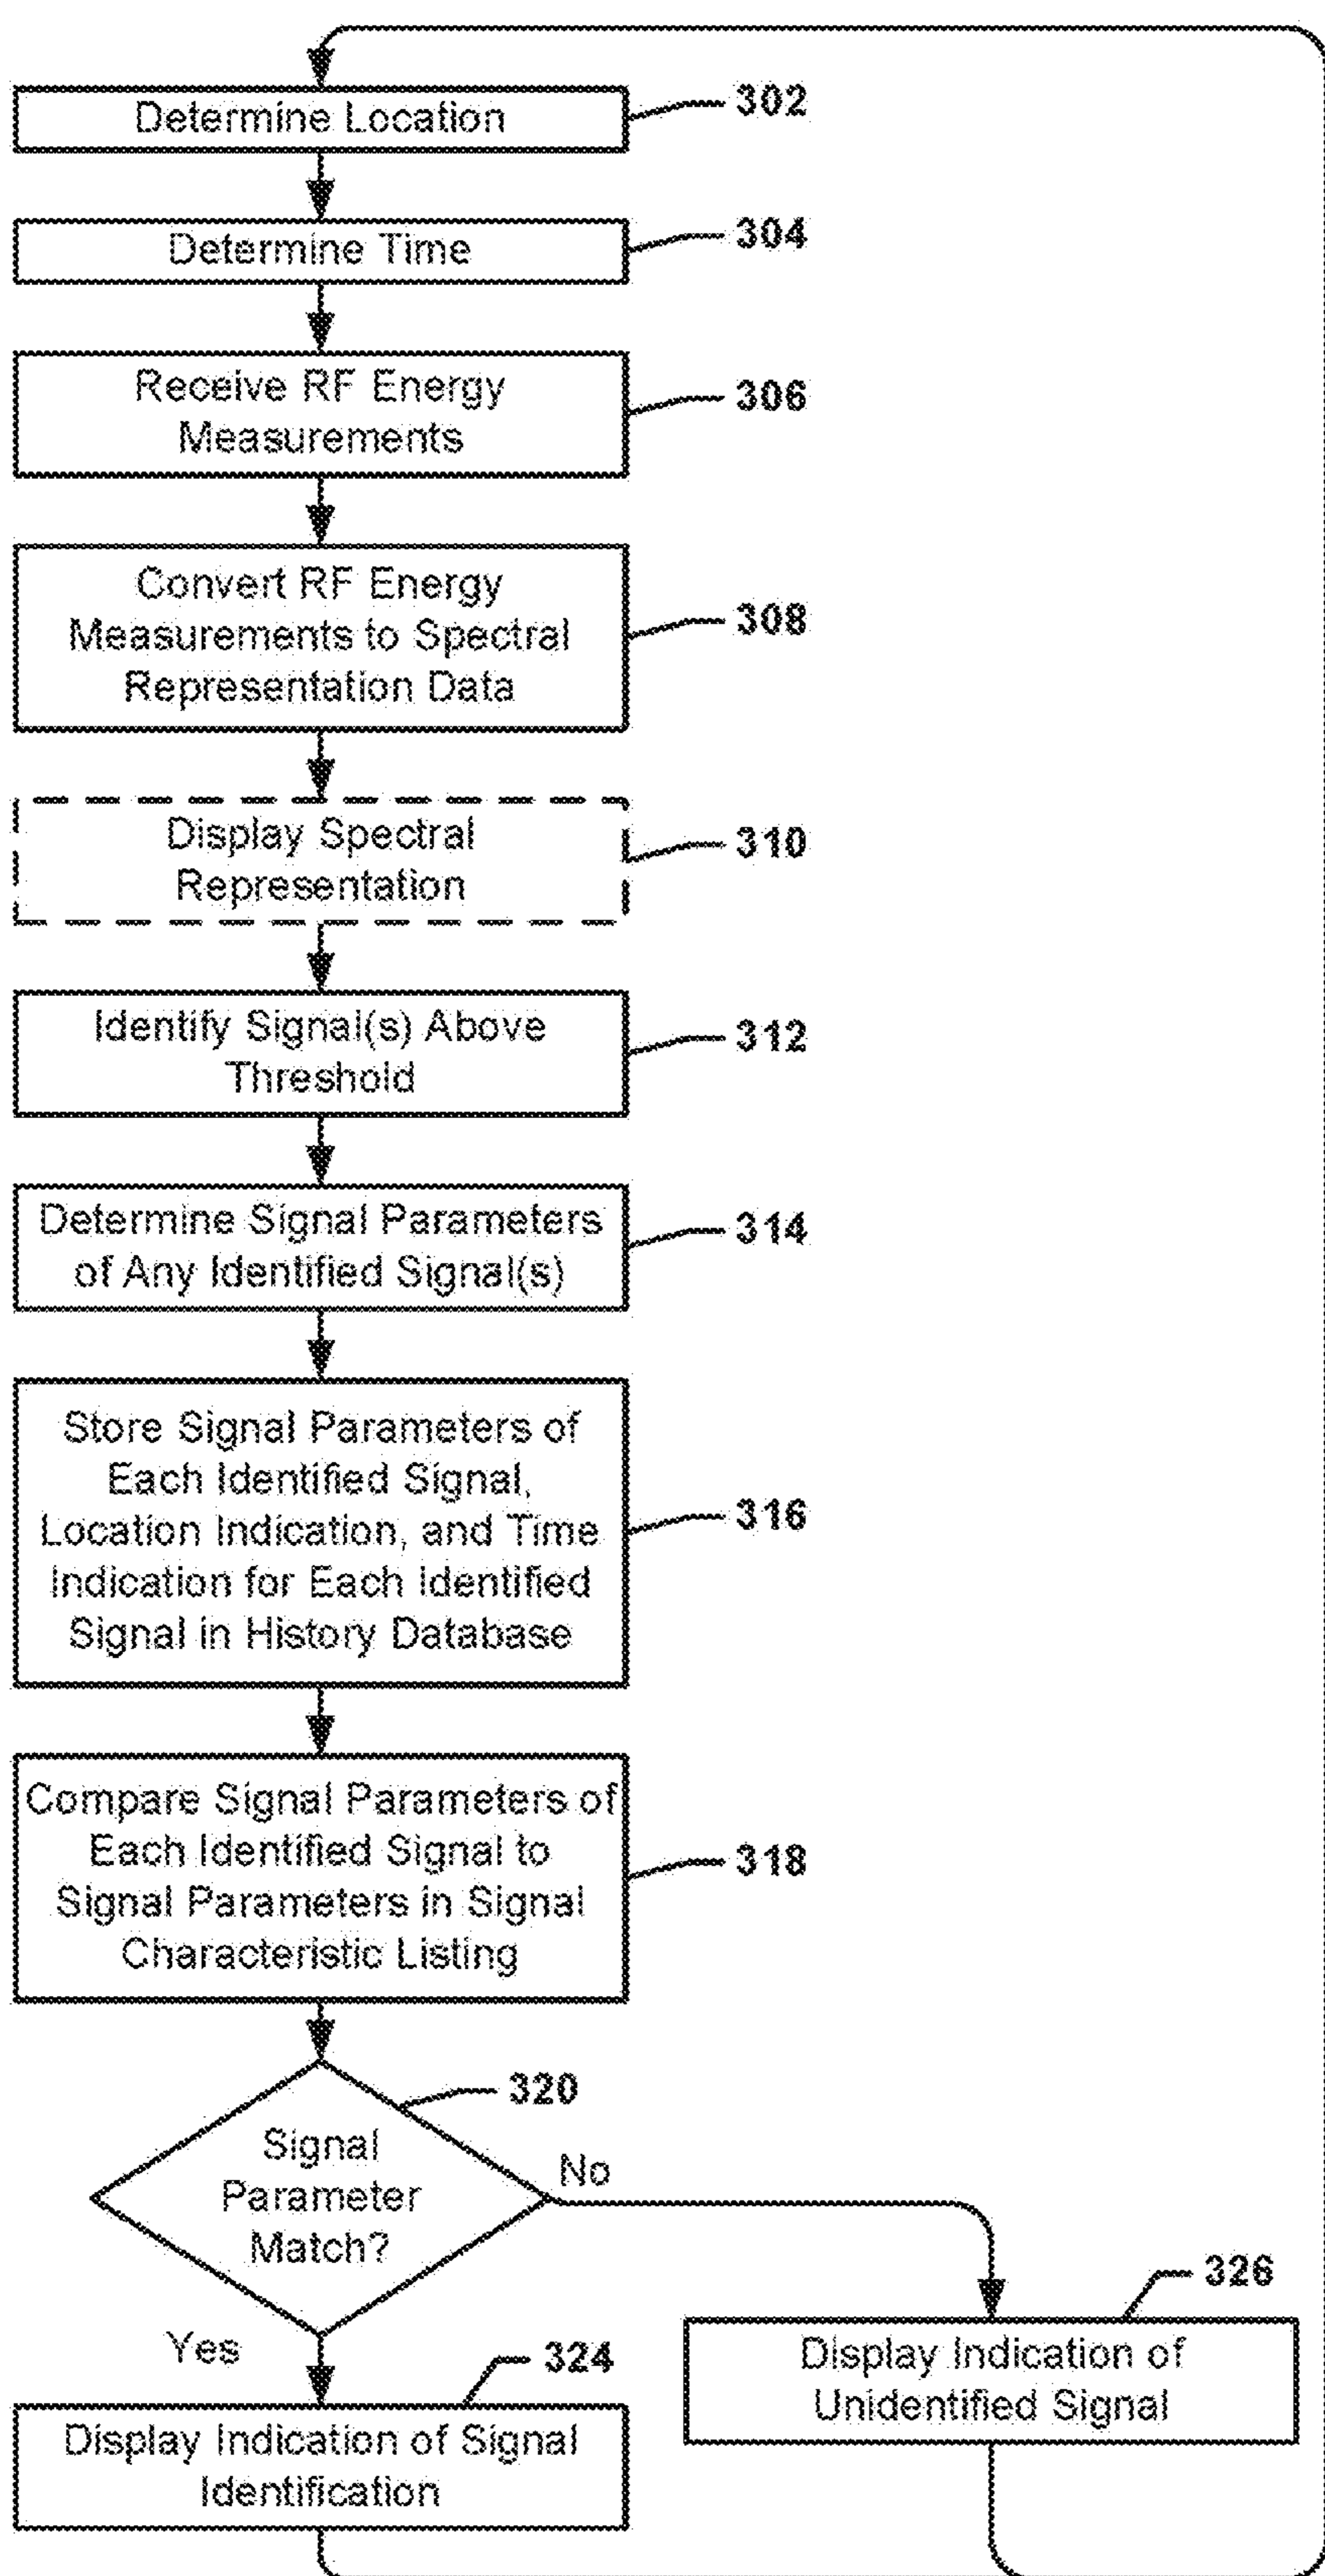 Determine Location
302
Determine Time
304
Receive RF Energy
Measurements
306
Convert RF Energy
Measurements to Spectral
Representation Data
308
Display Spectral
Representation
310
Identify Signal(s) Above
Threshold
312
Determine Signal Parameters
of Any Identified Signal(s)
314
Store Signal Parameters of
Each Identified Signal,
Location Indication, and Time
Indication for Each Identified
Signal in History Database
316
Compare Signal Parameters of
Each Identified Signal to
Signal Parameters in Signal
Characteristic Listing
318
320
Signal
Parameter
Match?
No
Yes
326
Display Indication of
Unidentified Signal
324
Display Indication of Signal
Identification